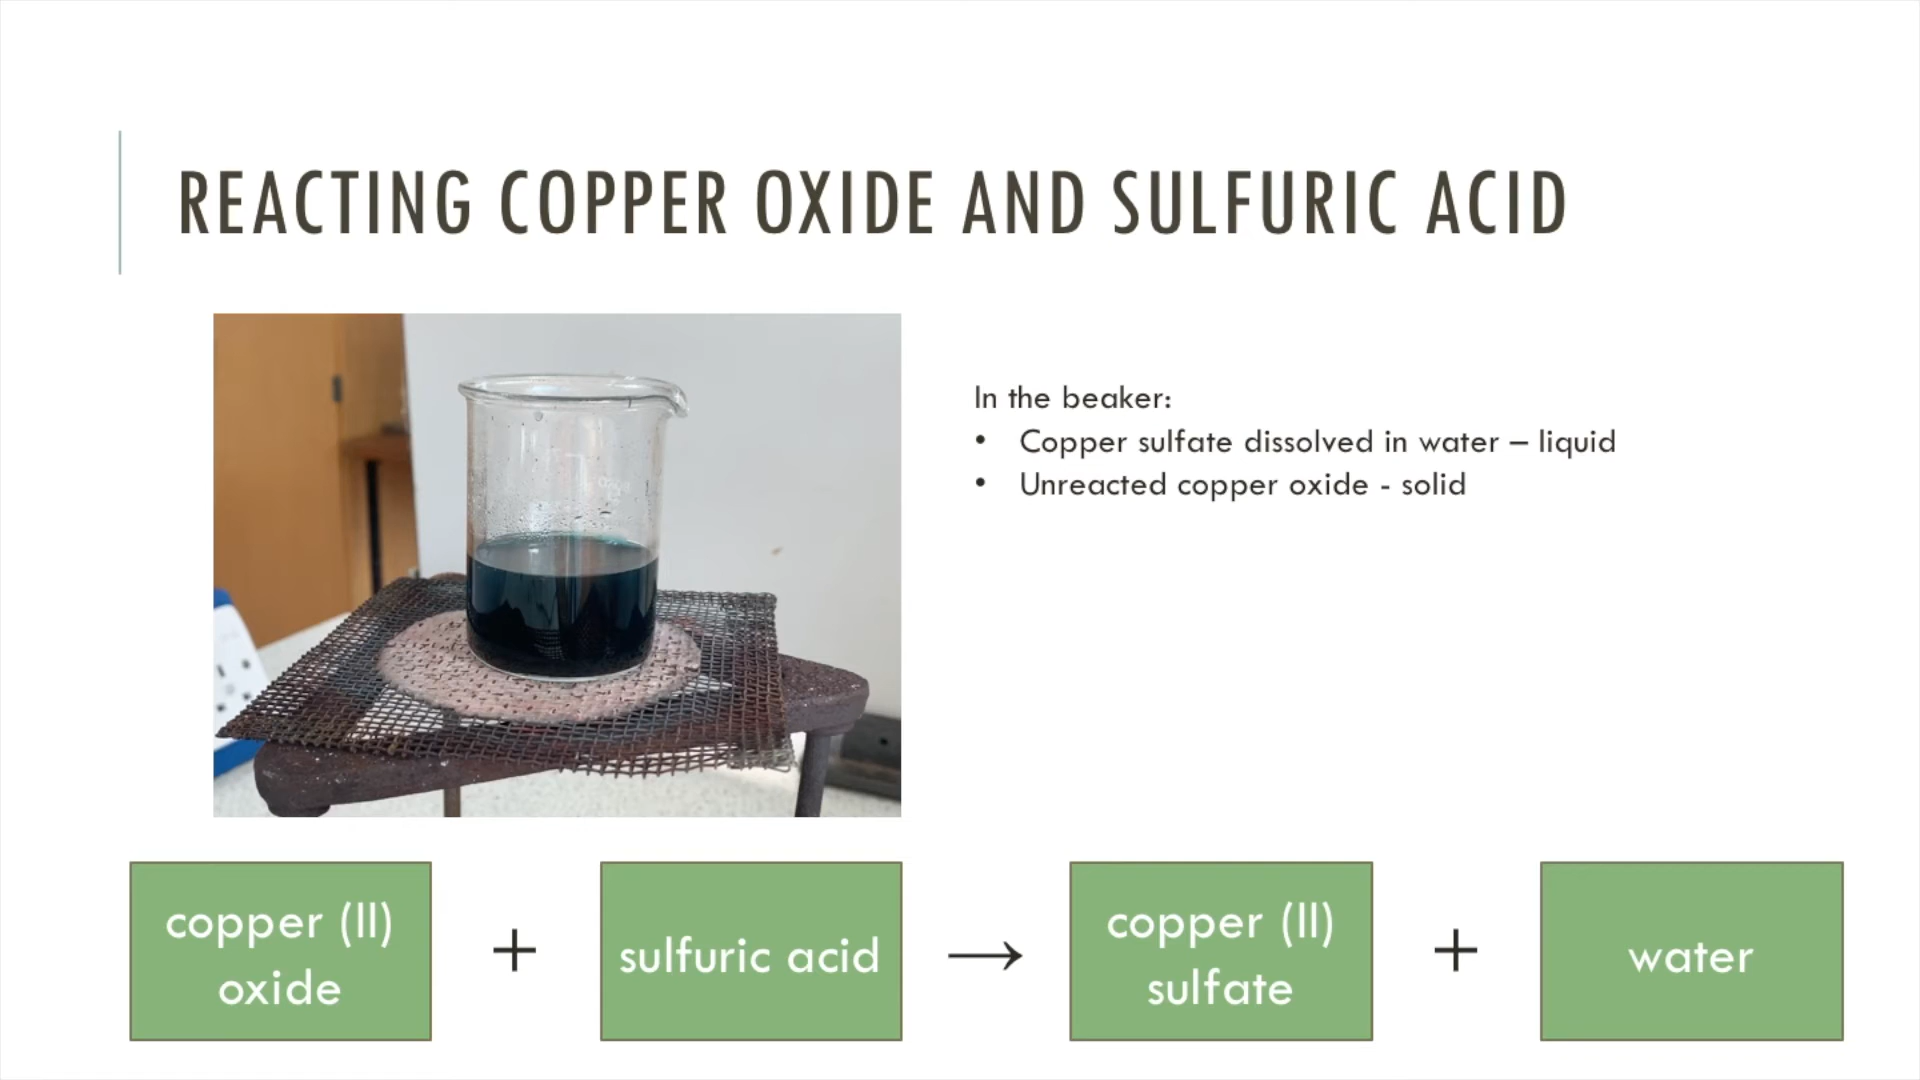 REACTING COPPER OXIDE AND SULFURIC ACID
In the beaker:
• Copper sulfate dissolved in water – liquid
• Unreacted copper oxide - solid
copper (II)
oxide
+
sulfuric acid
→
copper (II)
sulfate
+
water